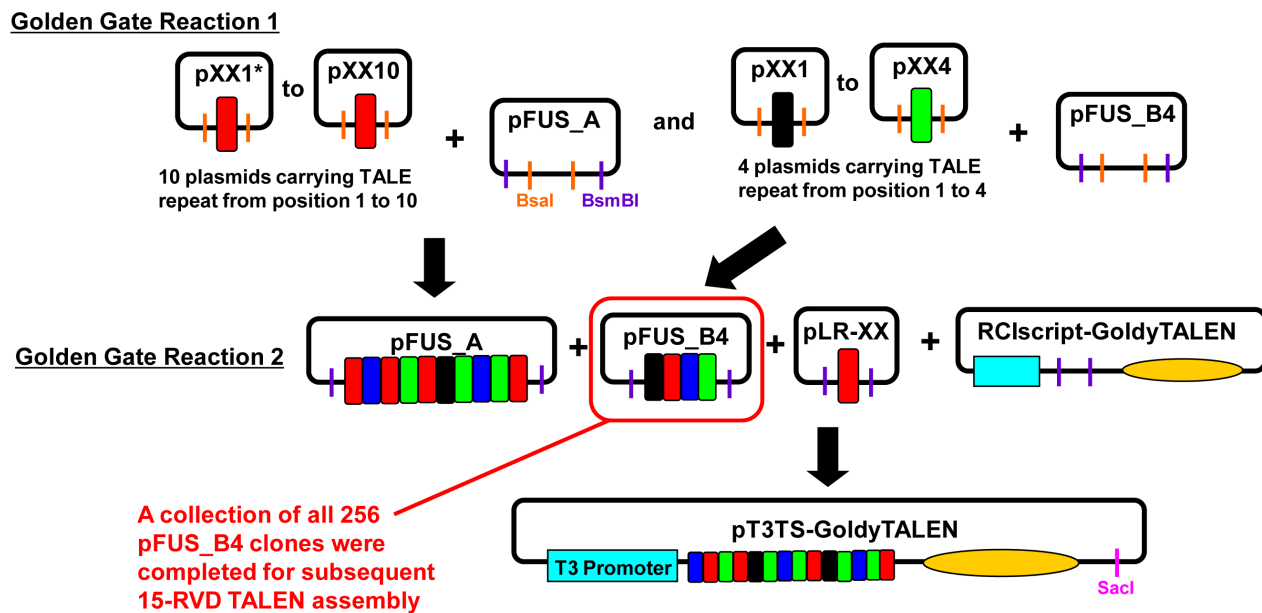 Golden Gate Reaction 1
pXX1*
to
pXX10
+
pFUS_A
and
pXX1
to
pXX4
+
pFUS_B4
10 plasmids carrying TALE
repeat from position 1 to 10
BsaI
BsmBI
4 plasmids carrying TALE
repeat from position 1 to 4
Golden Gate Reaction 2
pFUS_A
+
pFUS_B4
+
pLR-XX
+
RCIscript-GoldyTALEN
A collection of all 256
pFUS_B4 clones were
completed for subsequent
15-RVD TALEN assembly
pT3TS-GoldyTALEN
T3 Promoter
SacI